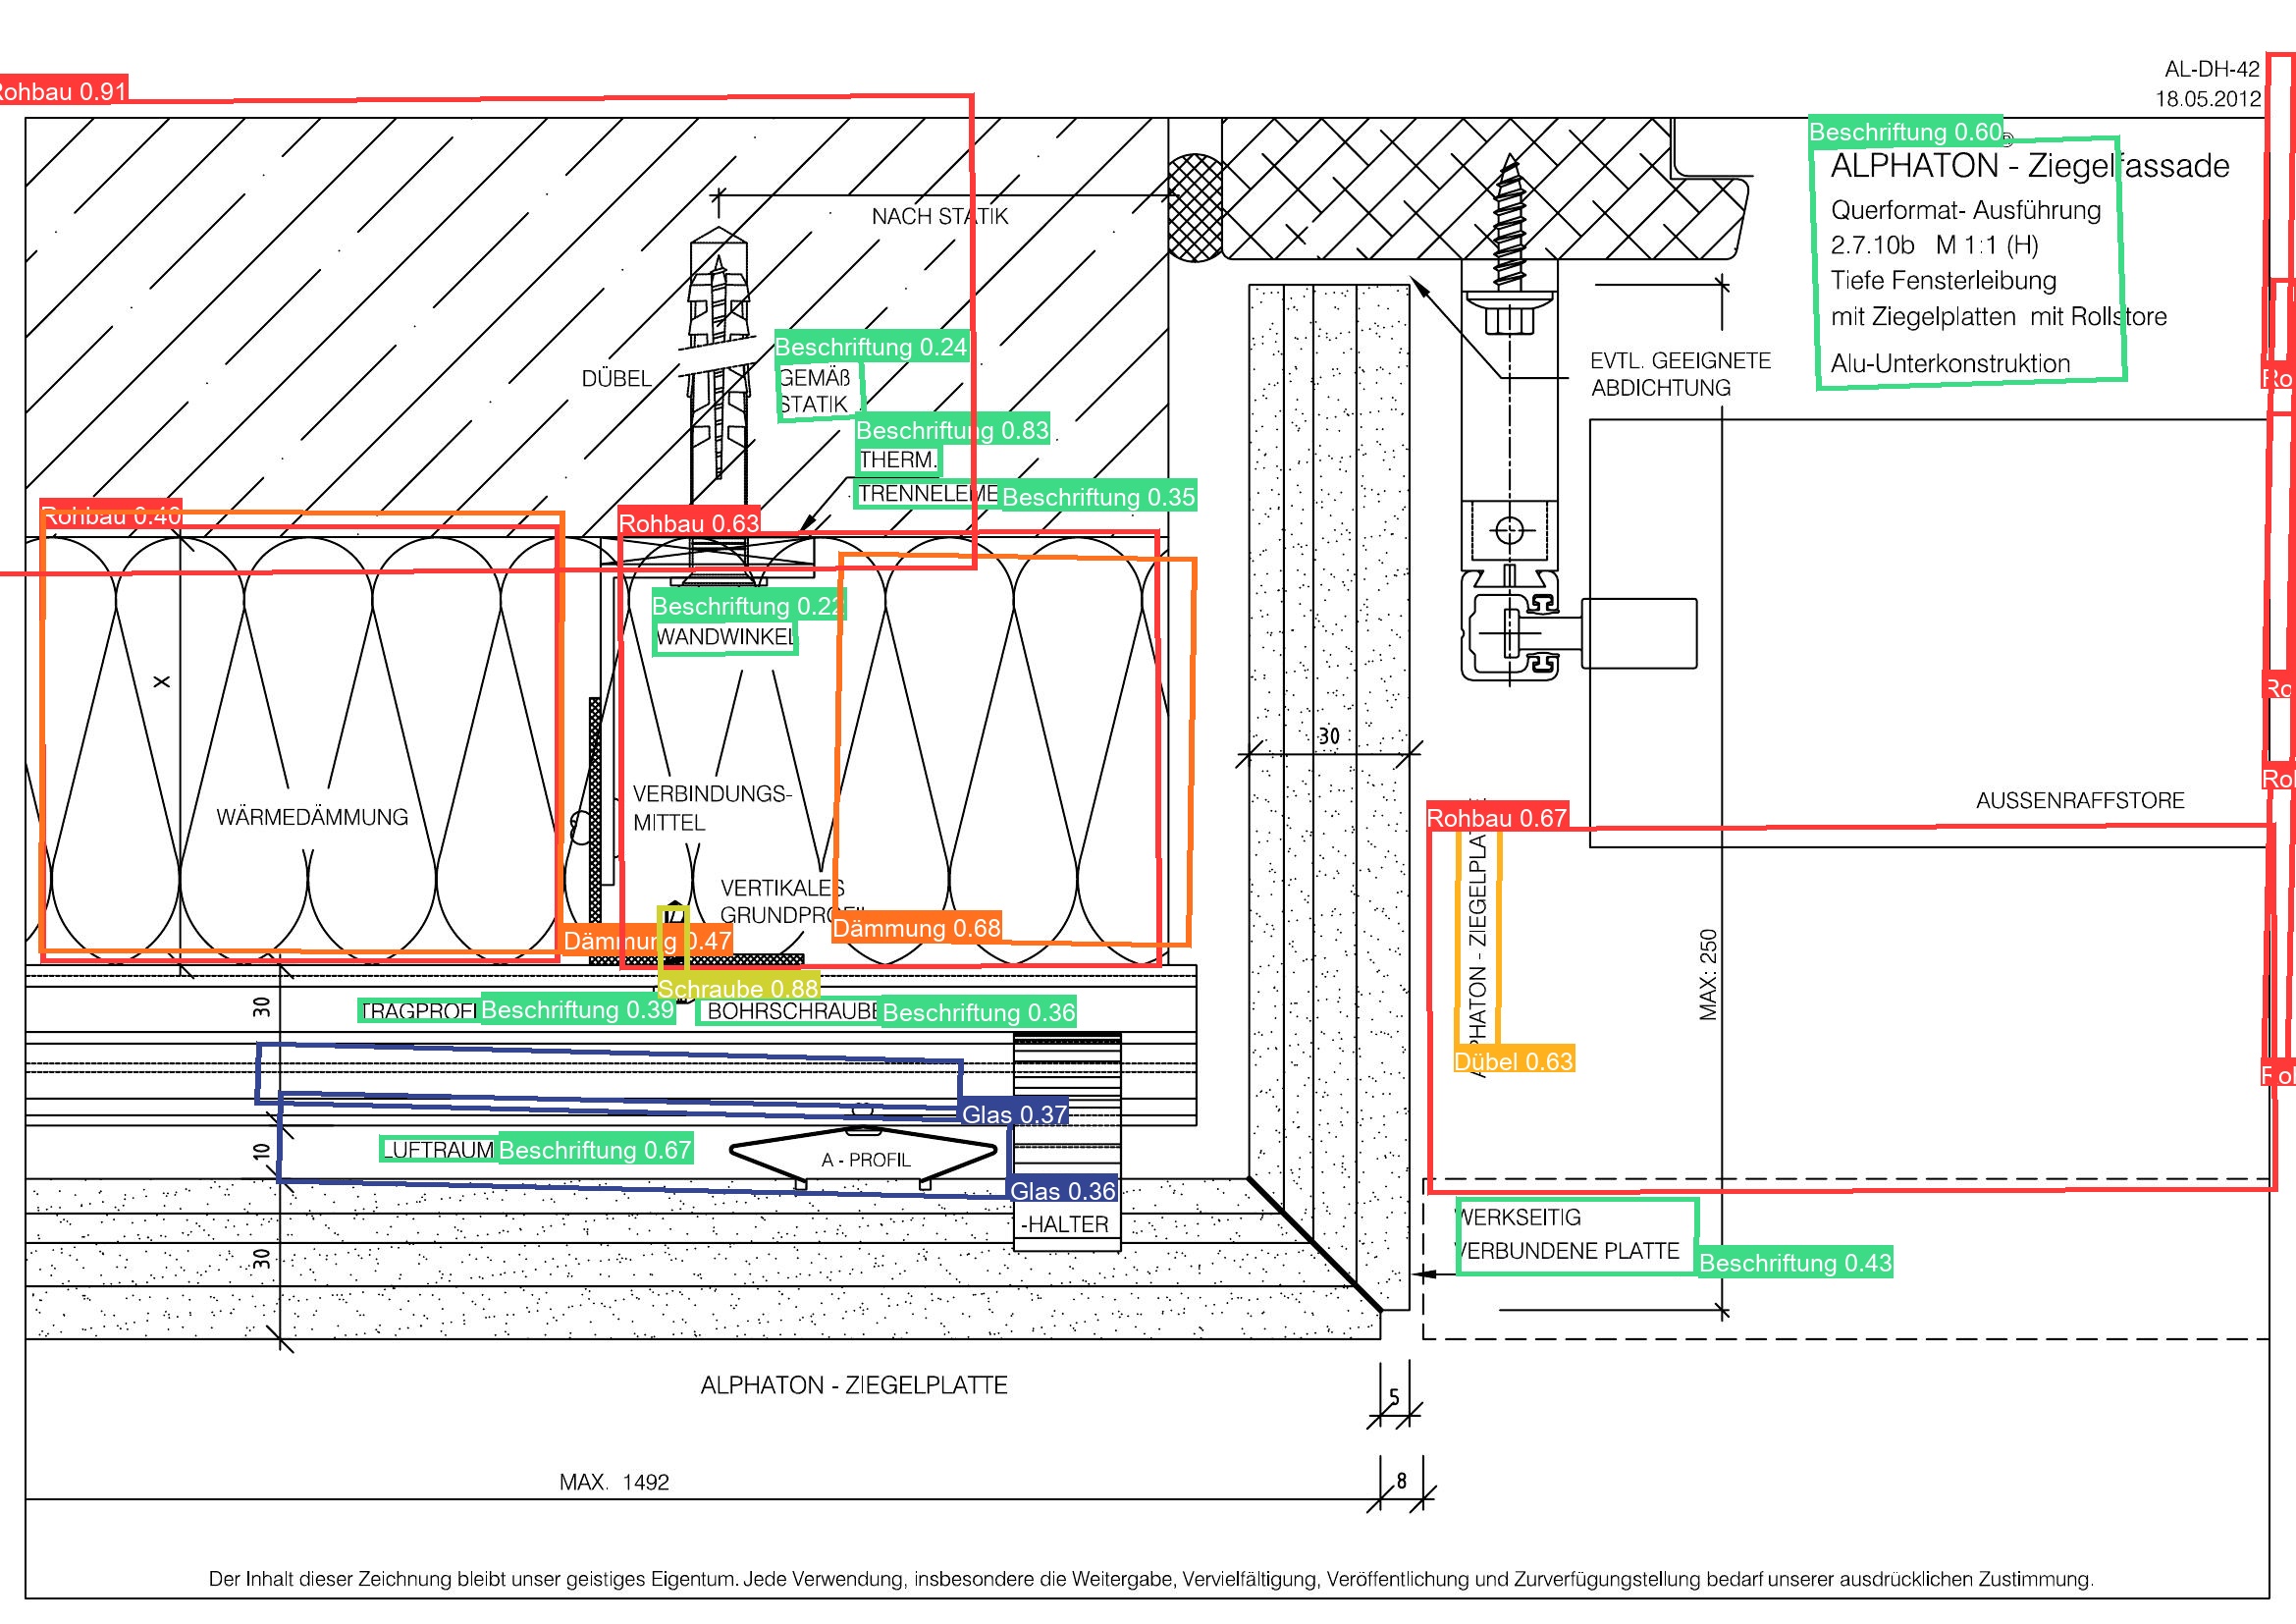 AL-DH-42
18.05.2012
ALPHATON - Ziegelfassade
Querformat- Ausführung
2.7.10b M 1:1 (H)
Tiefe Fensterleibung
mit Ziegelplatten mit Rollstore
Alu-Unterkonstruktion
Beschriftung 0.60
®
Rohbau 0.91
NACH STATIK
DÜBEL
Beschriftung 0.24
GEMÄß
STATIK
Beschriftung 0.83
THERM.
TRENNELEME
Beschriftung 0.35
EVTL. GEEIGNETE
ABDICHTUNG
Rohbau 0.40
Rohbau 0.63
Beschriftung 0.22
WANDWINKEL
X
WÄRMEDÄMMUNG
VERBINDUNGS-
MITTEL
VERTIKALES
GRUNDPROFIL
Dämmung 0.47
Dämmung 0.68
Schraube 0.88
30
AUSSENRAFFSTORE
Rohbau 0.67
ALPHATON - ZIEGELPLATTE
Dübel 0.63
MAX: 250
30
TRAGPROFI
Beschriftung 0.39
BOHRSCHRAUBE
Beschriftung 0.36
Glas 0.37
10
LUFTRAUM
Beschriftung 0.67
A - PROFIL
Glas 0.36
-HALTER
30
WERKSEITIG
VERBUNDENE PLATTE
Beschriftung 0.43
ALPHATON - ZIEGELPLATTE
5
MAX. 1492
8
Der Inhalt dieser Zeichnung bleibt unser geistiges Eigentum. Jede Verwendung, insbesondere die Weitergabe, Vervielfältigung, Veröffentlichung und Zurverfügungstellung bedarf unserer ausdrücklichen Zustimmung.